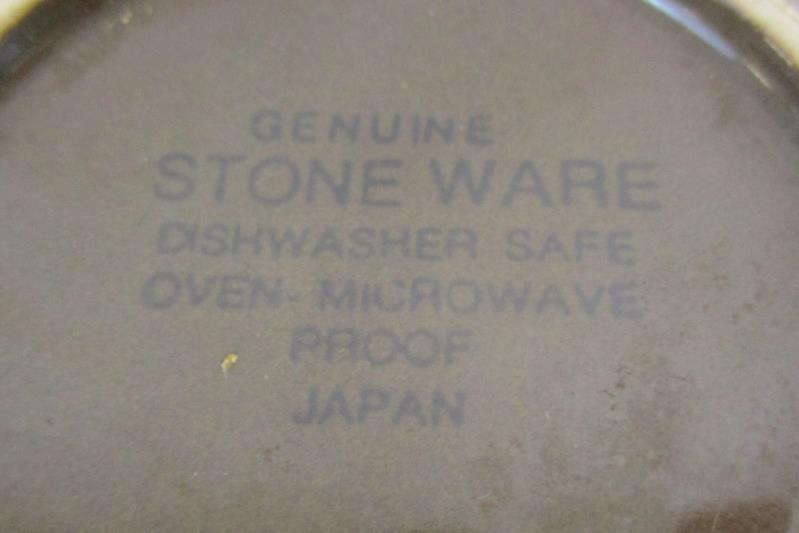 GENUINE
STONE WARE
DISHWASHER SAFE
OVEN-MICROWAVE
PROOF
JAPAN